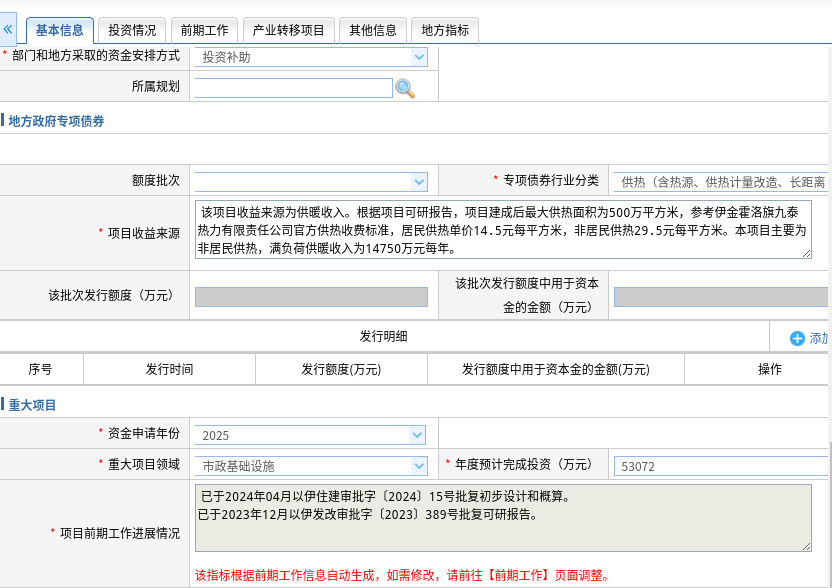 «
基本信息 投资情况 前期工作 产业转移项目 其他信息 地方指标
* 部门和地方采取的资金安排方式 投资补助
所属规划
地方政府专项债券
额度批次 * 专项债券行业分类 供热（含热源、供热计量改造、长距离
* 项目收益来源 该项目收益来源为供暖收入。根据项目可研报告，项目建成后最大供热面积为500万平方米，参考伊金霍洛旗九泰
热力有限责任公司官方供热收费标准，居民供热单价14.5元每平方米，非居民供热29.5元每平方米。本项目主要为
非居民供热，满负荷供暖收入为14750万元每年。
该批次发行额度（万元） 该批次发行额度中用于资本
金的金额（万元）
发行明细 添加
序号 发行时间 发行额度(万元) 发行额度中用于资本金的金额(万元) 操作
重大项目
* 资金申请年份 2025
* 重大项目领域 市政基础设施 * 年度预计完成投资（万元） 53072
* 项目前期工作进展情况 已于2024年04月以伊住建审批字〔2024〕15号批复初步设计和概算。
已于2023年12月以伊发改审批字〔2023〕389号批复可研报告。
该指标根据前期工作信息自动生成，如需修改，请前往【前期工作】页面调整。